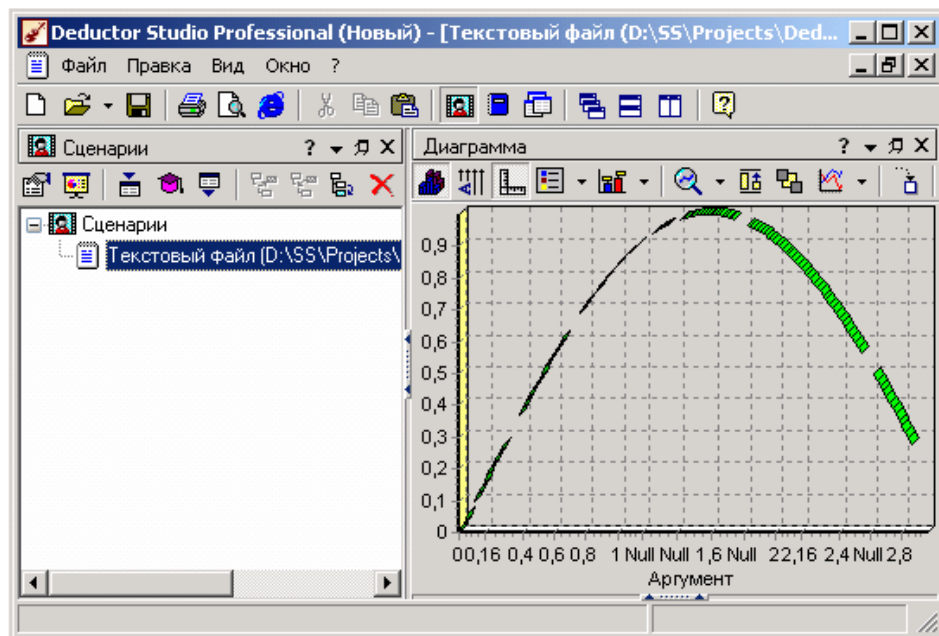 Deductor Studio Professional (Новый) - [Текстовый файл (D:\SS\Projects\Ded...
Файл Правка Вид Окно ?
Сценарии ?
Диаграмма ?
Сценарии
Текстовый файл (D:\SS\Projects\
0,9
0,8
0,7
0,6
0,5
0,4
0,3
0,2
0,1
0
00,16 0,4 0,6 0,8 1 Null Null 1,6 Null 22,16 2,4 Null 2,8
Аргумент